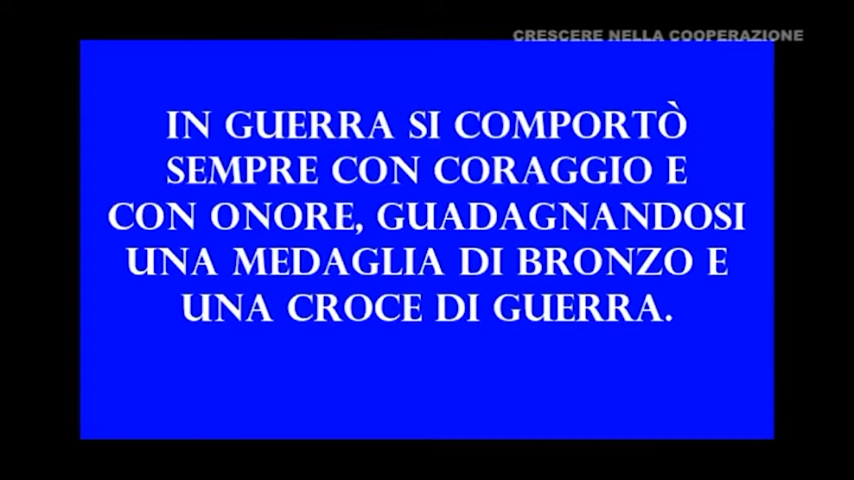 CRESCERE NELLA COOPERAZIONE
IN GUERRA SI COMPORTÒ
SEMPRE CON CORAGGIO E
CON ONORE, GUADAGNANDOSI
UNA MEDAGLIA DI BRONZO E
UNA CROCE DI GUERRA.